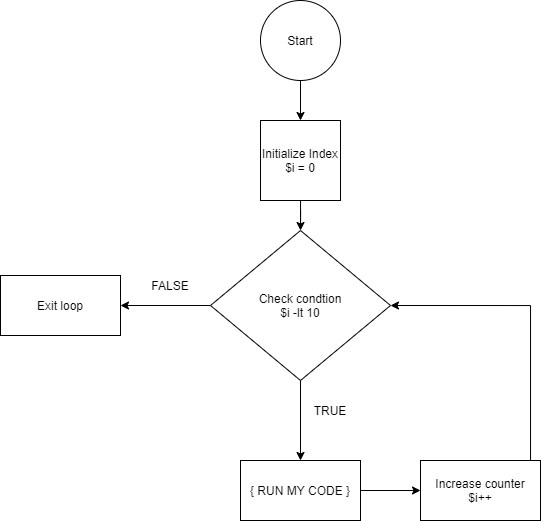 Start
Initialize Index
$i = 0
Check condtion
$i -lt 10
FALSE
Exit loop
TRUE
{ RUN MY CODE }
Increase counter
$i++